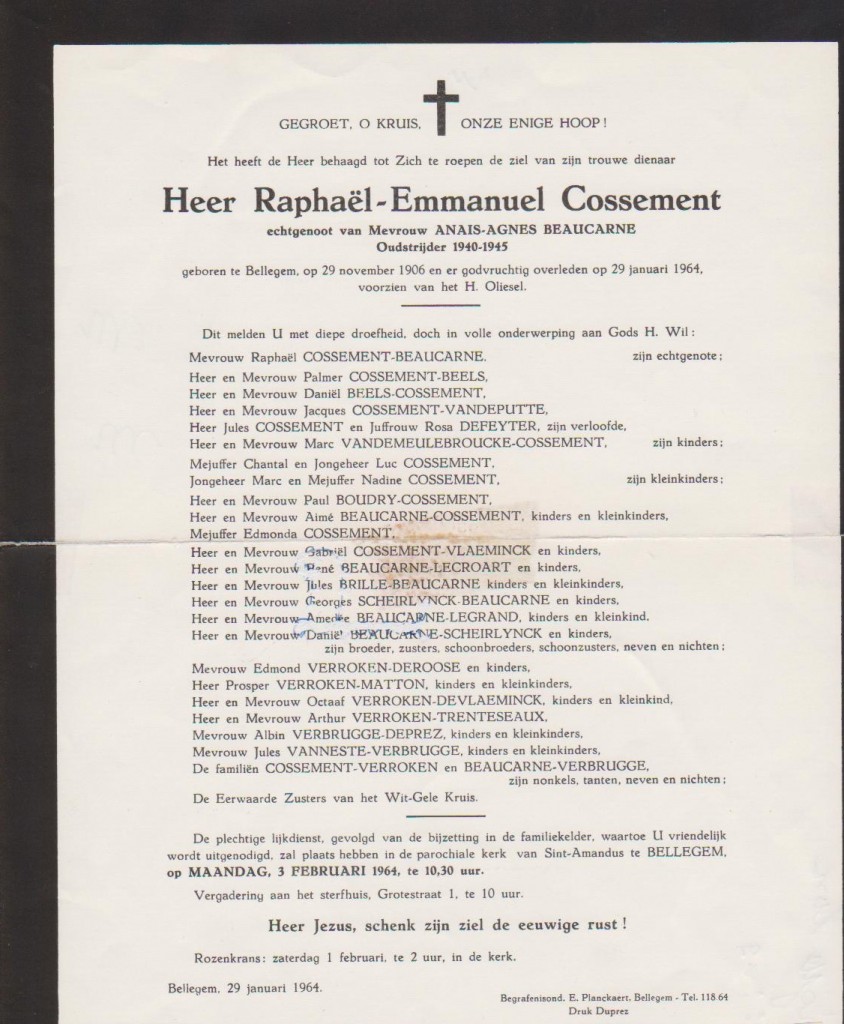 GEGROET, O KRUIS, ONZE ENIGE HOOP!
Het heeft de Heer behaagd tot Zich te roepen de ziel van zijn trouwe dienaar
Heer Raphaël-Emmanuel Cossement
echtgenoot van Mevrouw ANAIS-AGNES BEAUCARNE
Oudstrijder 1940-1945
geboren te Bellegem, op 29 november 1906 en er godvruchtig overleden op 29 januari 1964,
voorzien van het H. Oliesel.
Dit melden U met diepe droefheid, doch in volle onderwerping aan Gods H. Wil:
Mevrouw Raphaël COSSEMENT-BEAUCARNE. zijn echtgenote;
Heer en Mevrouw Palmer COSSEMENT-BEELS,
Heer en Mevrouw Daniël BEELS-COSSEMENT,
Heer en Mevrouw Jacques COSSEMENT-VANDEPUTTE,
Heer Jules COSSEMENT en Juffrouw Rosa DEFEYTER, zijn verloofde,
Heer en Mevrouw Marc VANDEMEULEBROUCKE-COSSEMENT, zijn kinders;
Mejuffer Chantal en Jongeheer Luc COSSEMENT,
Jongeheer Marc en Mejuffer Nadine COSSEMENT, zijn kleinkinders;
Heer en Mevrouw Paul BOUDRY-COSSEMENT,
Heer en Mevrouw Aimé BEAUCARNE-COSSEMENT, kinders en kleinkinders,
Mejuffer Edmonda COSSEMENT,
Heer en Mevrouw Gabriël COSSEMENT-VLAEMINCK en kinders,
Heer en Mevrouw René BEAUCARNE-LECROART en kinders,
Heer en Mevrouw Jules BRILLE-BEAUCARNE kinders en kleinkinders,
Heer en Mevrouw Georges SCHEIRLYNCK-BEAUCARNE en kinders,
Heer en Mevrouw BEAUCARNE-LEGRAND, kinders en kleinkind,
Heer en Mevrouw Daniël BEAUCARNE-SCHEIRLYNCK en kinders,
zijn broeder, zusters, schoonbroeders, schoonzusters, neven en nichten;
Mevrouw Edmond VERROKEN-DEROOSE en kinders,
Heer Prosper VERROKEN-MATTON, kinders en kleinkinders,
Heer en Mevrouw Octaaf VERROKEN-DEVLAEMINCK, kinders en kleinkind,
Heer en Mevrouw Arthur VERROKEN-TRENTESEAUX,
Mevrouw Albin VERBRUGGE-DEPREZ, kinders en kleinkinders,
Mevrouw Jules VANNESTE-VERBRUGGE, kinders en kleinkinders,
De familiën COSSEMENT-VERROKEN en BEAUCARNE-VERBRUGGE,
zijn nonkels, tanten, neven en nichten;
De Eerwaarde Zusters van het Wit-Gele Kruis.
De plechtige lijkdienst, gevolgd van de bijzetting in de familiekelder, waartoe U vriendelijk
wordt uitgenodigd, zal plaats hebben in de parochiale kerk van Sint-Amandus te BELLEGEM,
op MAANDAG, 3 FEBRUARI 1964, te 10,30 uur.
Vergadering aan het sterfhuis, Grotestraat 1, te 10 uur.
Heer Jezus, schenk zijn ziel de eeuwige rust!
Rozenkrans: zaterdag 1 februari, te 2 uur, in de kerk.
Bellegem, 29 januari 1964.
Begrafenisond. E. Planckaert, Bellegem - Tel. 118.64
Druk Duprez